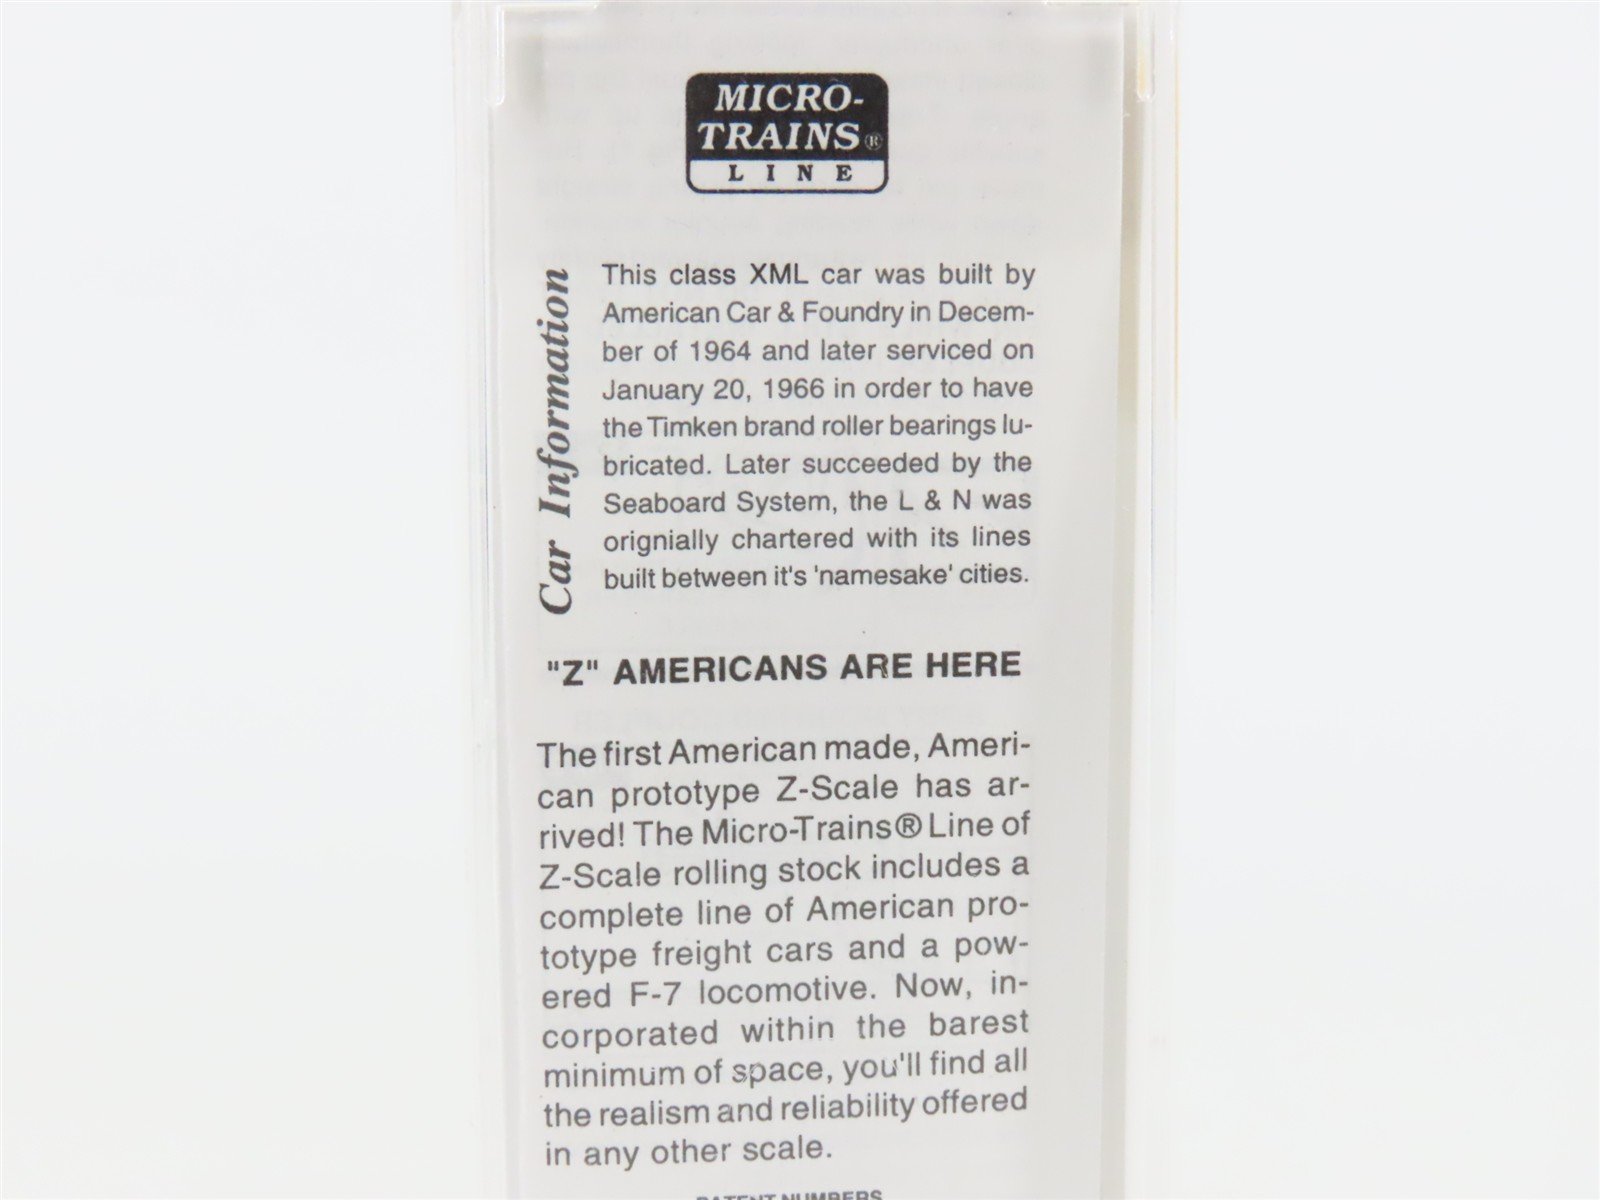 MICRO-
TRAINS®
LINE
Car Information
This class XML car was built by
American Car & Foundry in Decem-
ber of 1964 and later serviced on
January 20, 1966 in order to have
the Timken brand roller bearings lu-
bricated. Later succeeded by the
Seaboard System, the L & N was
orignially chartered with its lines
built between it's 'namesake' cities.
"Z" AMERICANS ARE HERE
The first American made, Ameri-
can prototype Z-Scale has ar-
rived! The Micro-Trains® Line of
Z-Scale rolling stock includes a
complete line of American pro-
totype freight cars and a pow-
ered F-7 locomotive. Now, in-
corporated within the barest
minimum of space, you'll find all
the realism and reliability offered
in any other scale.
PATENT NUMBERS